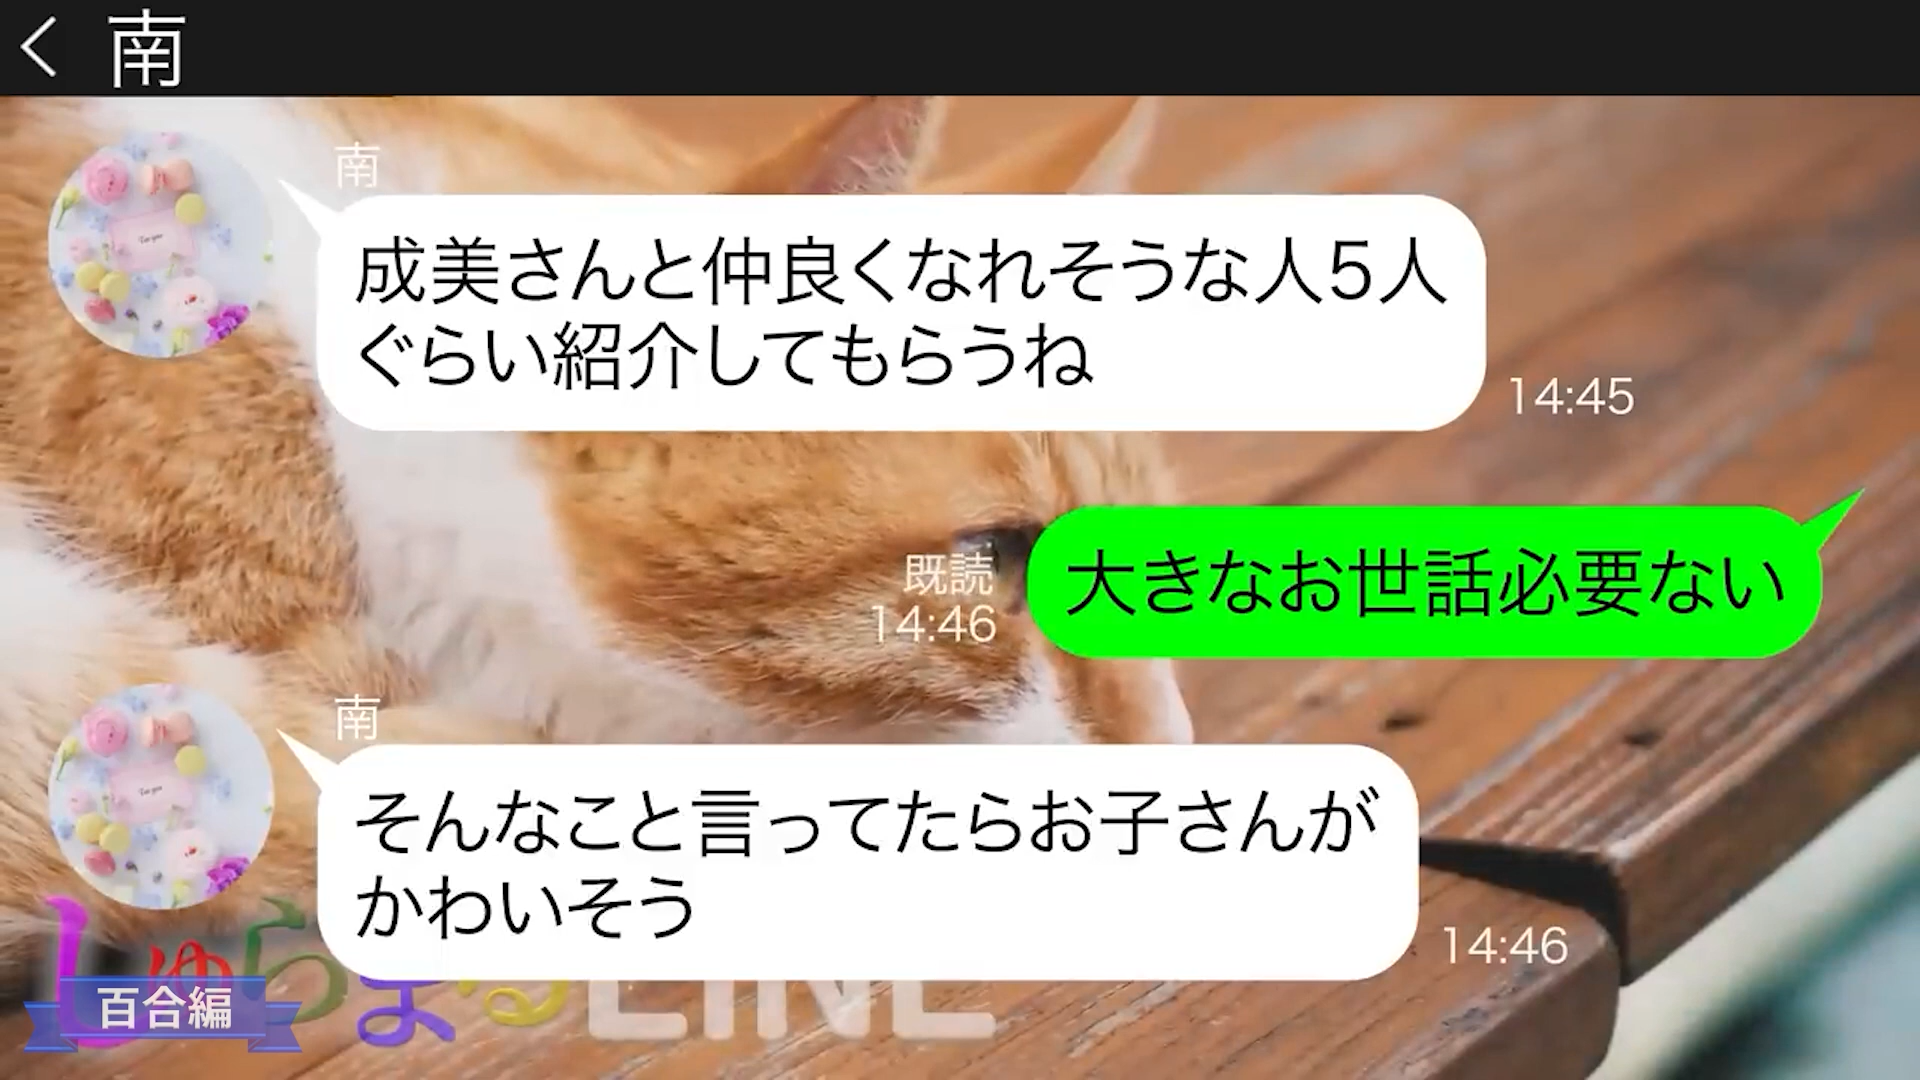 南
南
成美さんと仲良くなれそうな人5人
ぐらい紹介してもらうね
14:45
大きなお世話必要ない
既読
14:46
南
そんなこと言ってたらお子さんが
かわいそう
14:46
百合編